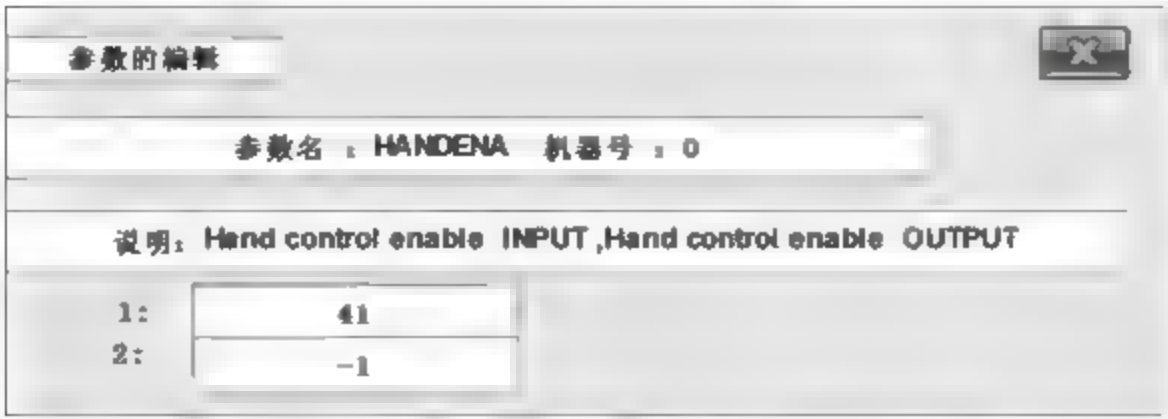 参数的编辑
参数名 : HANDENA 机器号 : 0
说明: Hand control enable INPUT ,Hand control enable OUTPUT
1: 41
2: -1